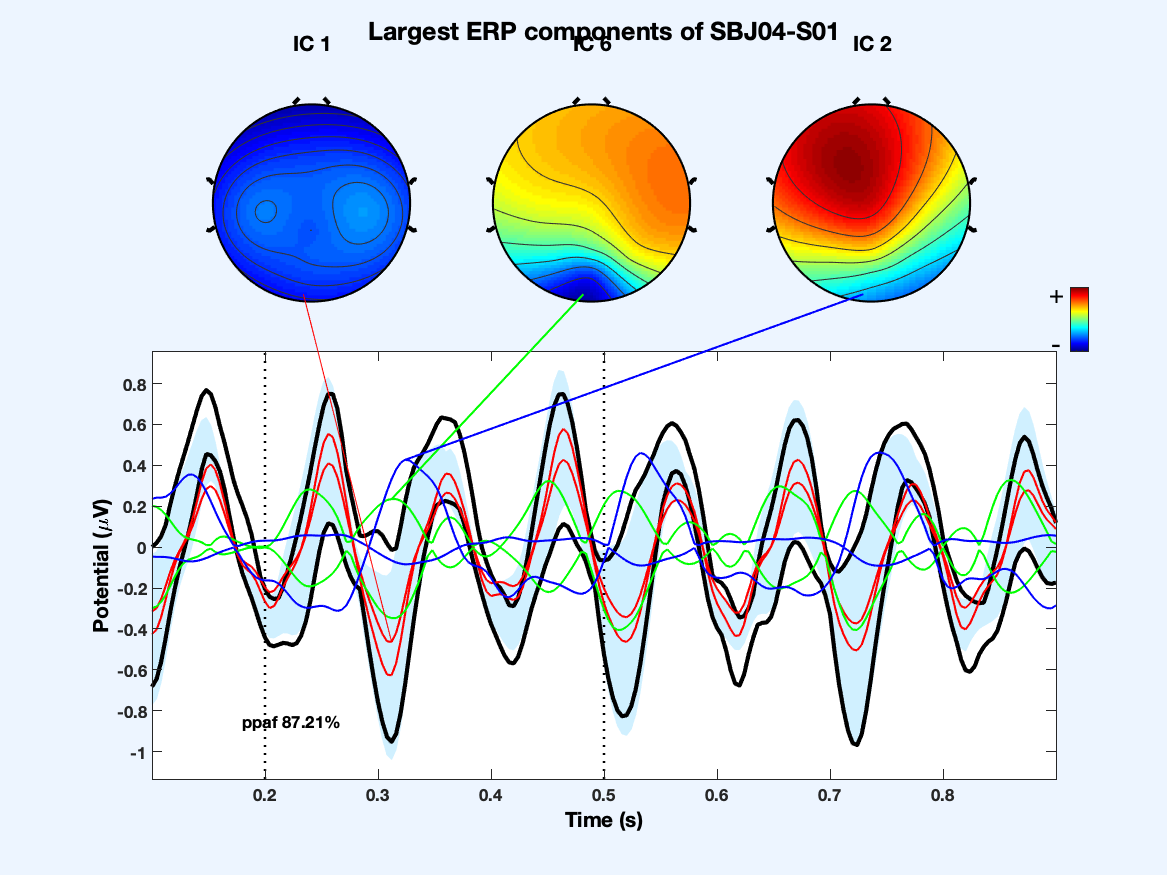 Largest ERP components of SBJ04-S01
IC 1
IC 6
IC 2
+
-
0.8
0.6
0.4
0.2
0
-0.2
-0.4
-0.6
-0.8
-1
Potential (μV)
ppaf 87.21%
0.2 0.3 0.4 0.5 0.6 0.7 0.8
Time (s)